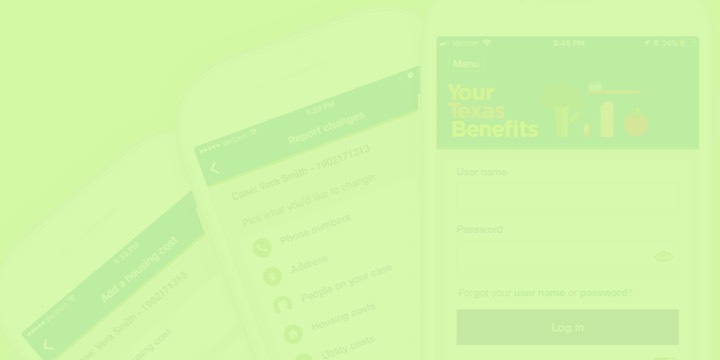 Verizon
5:33 PM
Add a housing cost
Case: Vera Smith - 1902171313
housing cost
Verizon
5:33 PM
Report changes
Case: Vera Smith - 1902171313
Pick what you'd like to change.
Phone numbers
Address
People on your case
Housing costs
Utility costs
Verizon
5:48 PM
Menu
Your
Texas
Benefits
User name
Password
Forgot your user name or password?
Log in